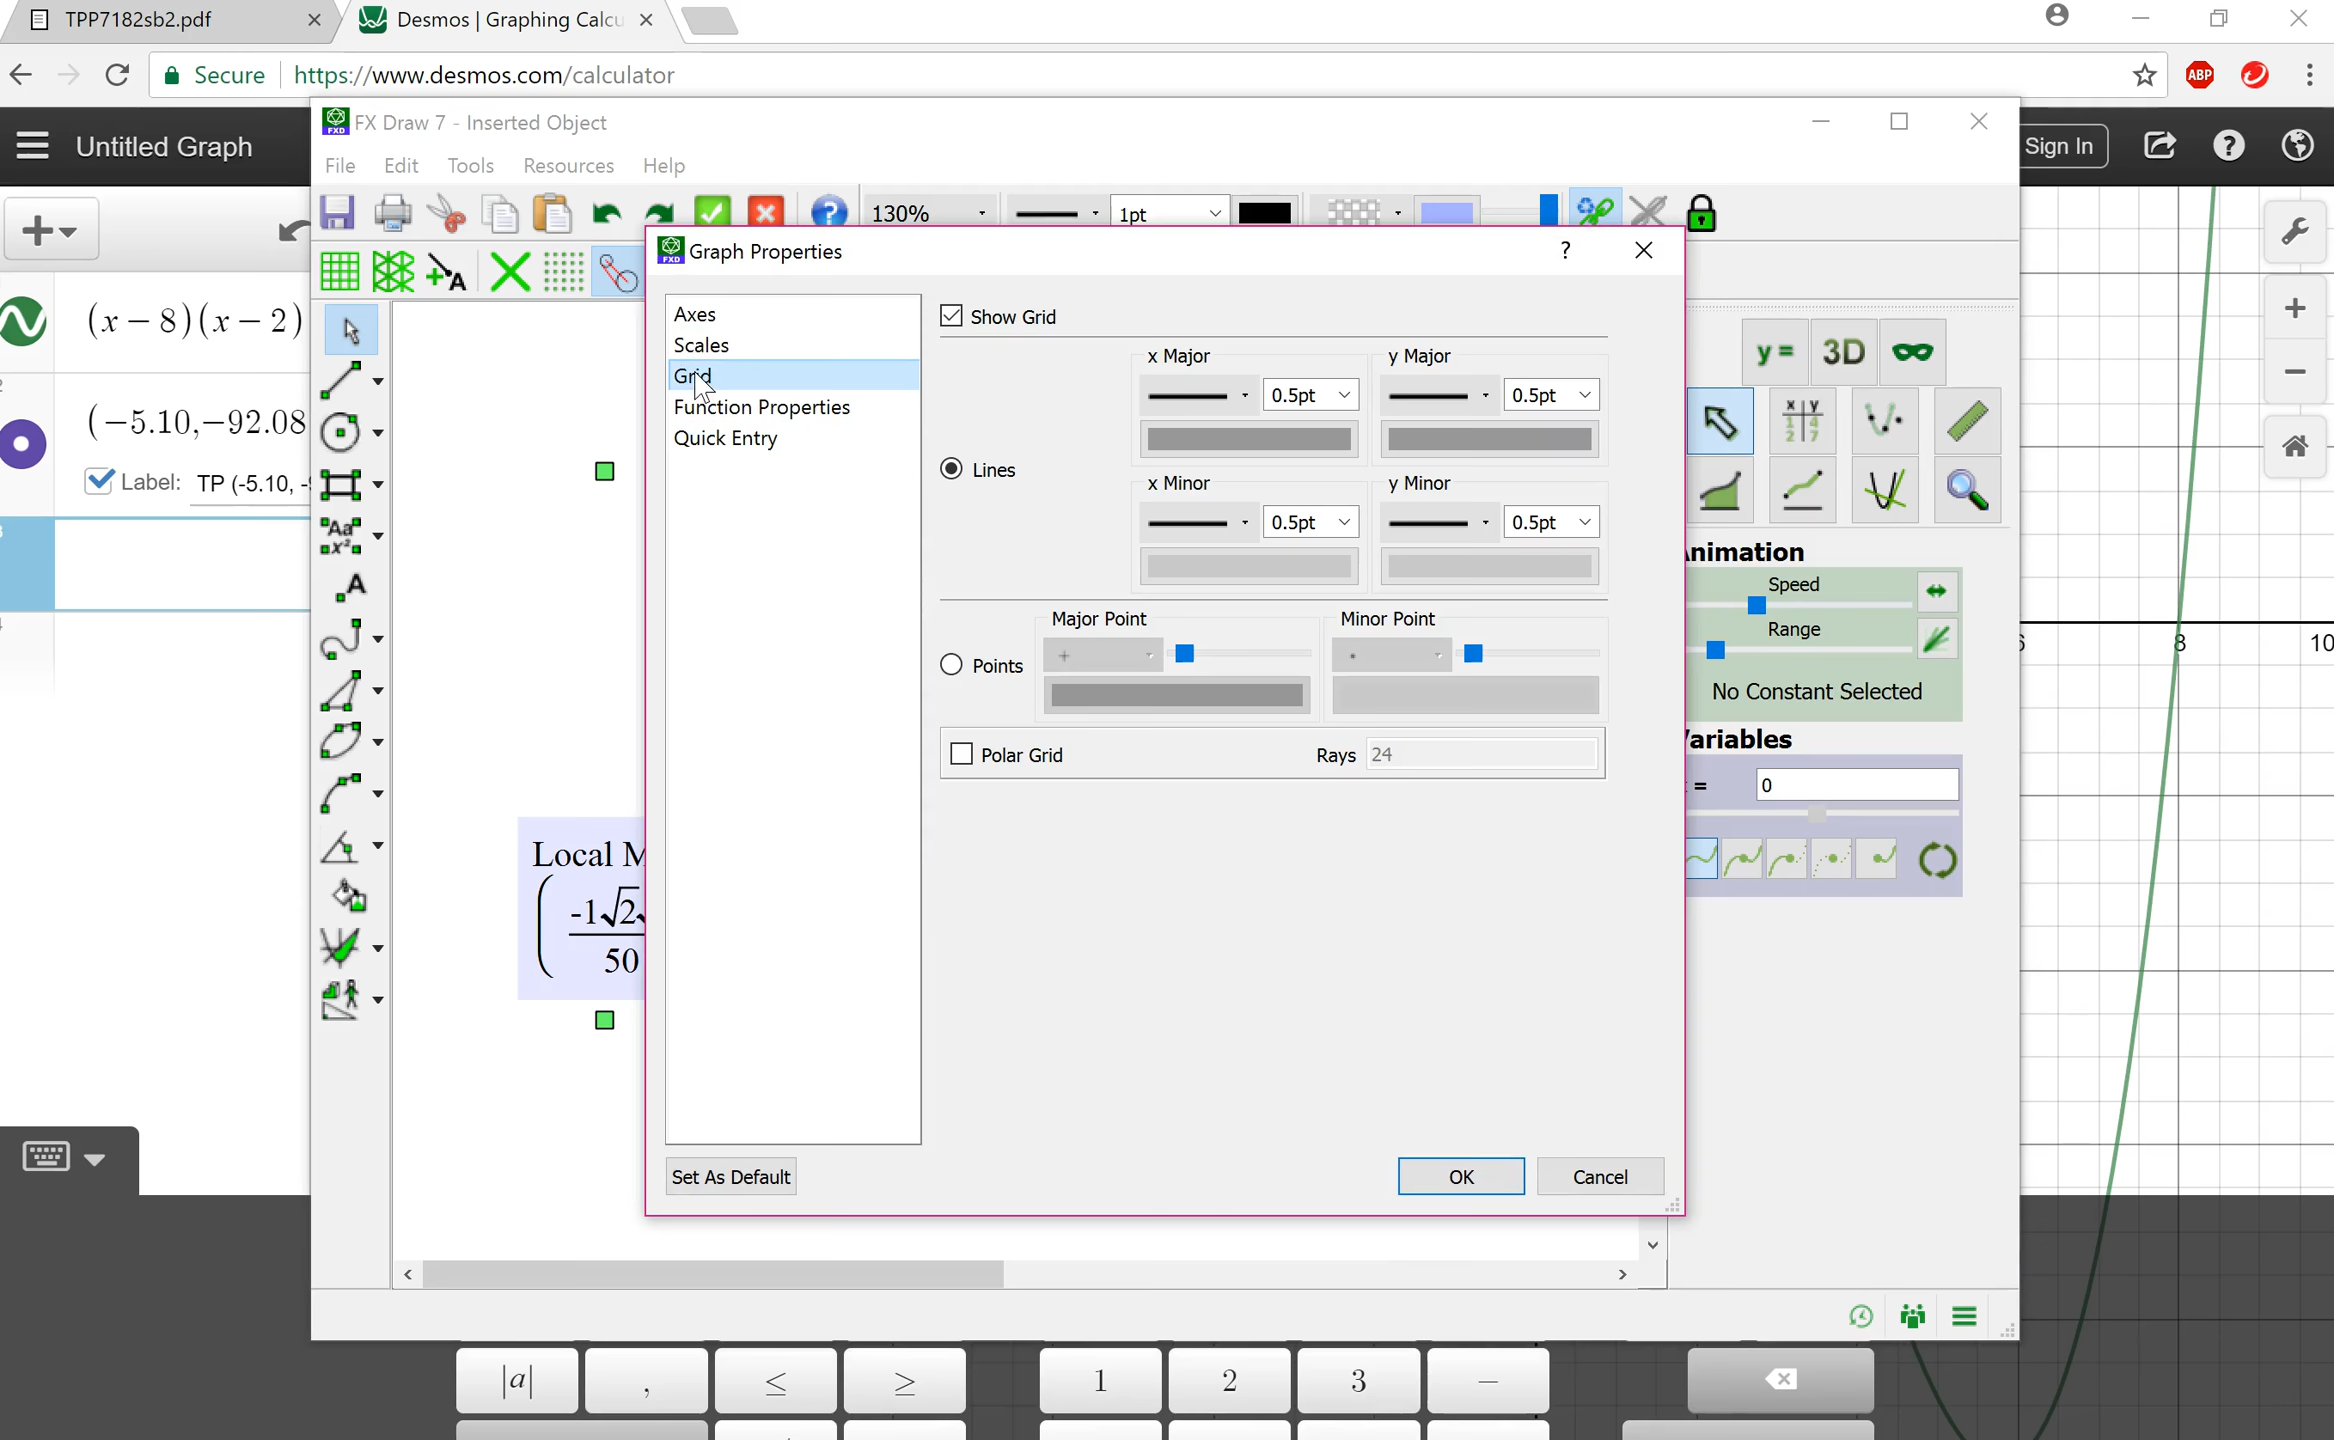 TPP7182sb2.pdf
Desmos | Graphing Calcu
Secure
https://www.desmos.com/calculator
ABP
Untitled Graph
FX Draw 7 - Inserted Object
Sign In
File Edit Tools Resources Help
130%
1pt
Graph Properties
?
(x − 8)(x − 2)
(−5.10,−92.08
Label: TP (-5.10, -9
Axes
Scales
Grid
Function Properties
Quick Entry
Show Grid
x Major
y Major
0.5pt
0.5pt
Lines
x Minor
y Minor
0.5pt
0.5pt
Major Point
Minor Point
Points
Polar Grid
Rays 24
Set As Default
OK
Cancel
y =
3D
nimation
Speed
Range
No Constant Selected
ariables
= 0
Local M
-1√2
50
8
10
|a| , ≤ ≥ 1 2 3 −